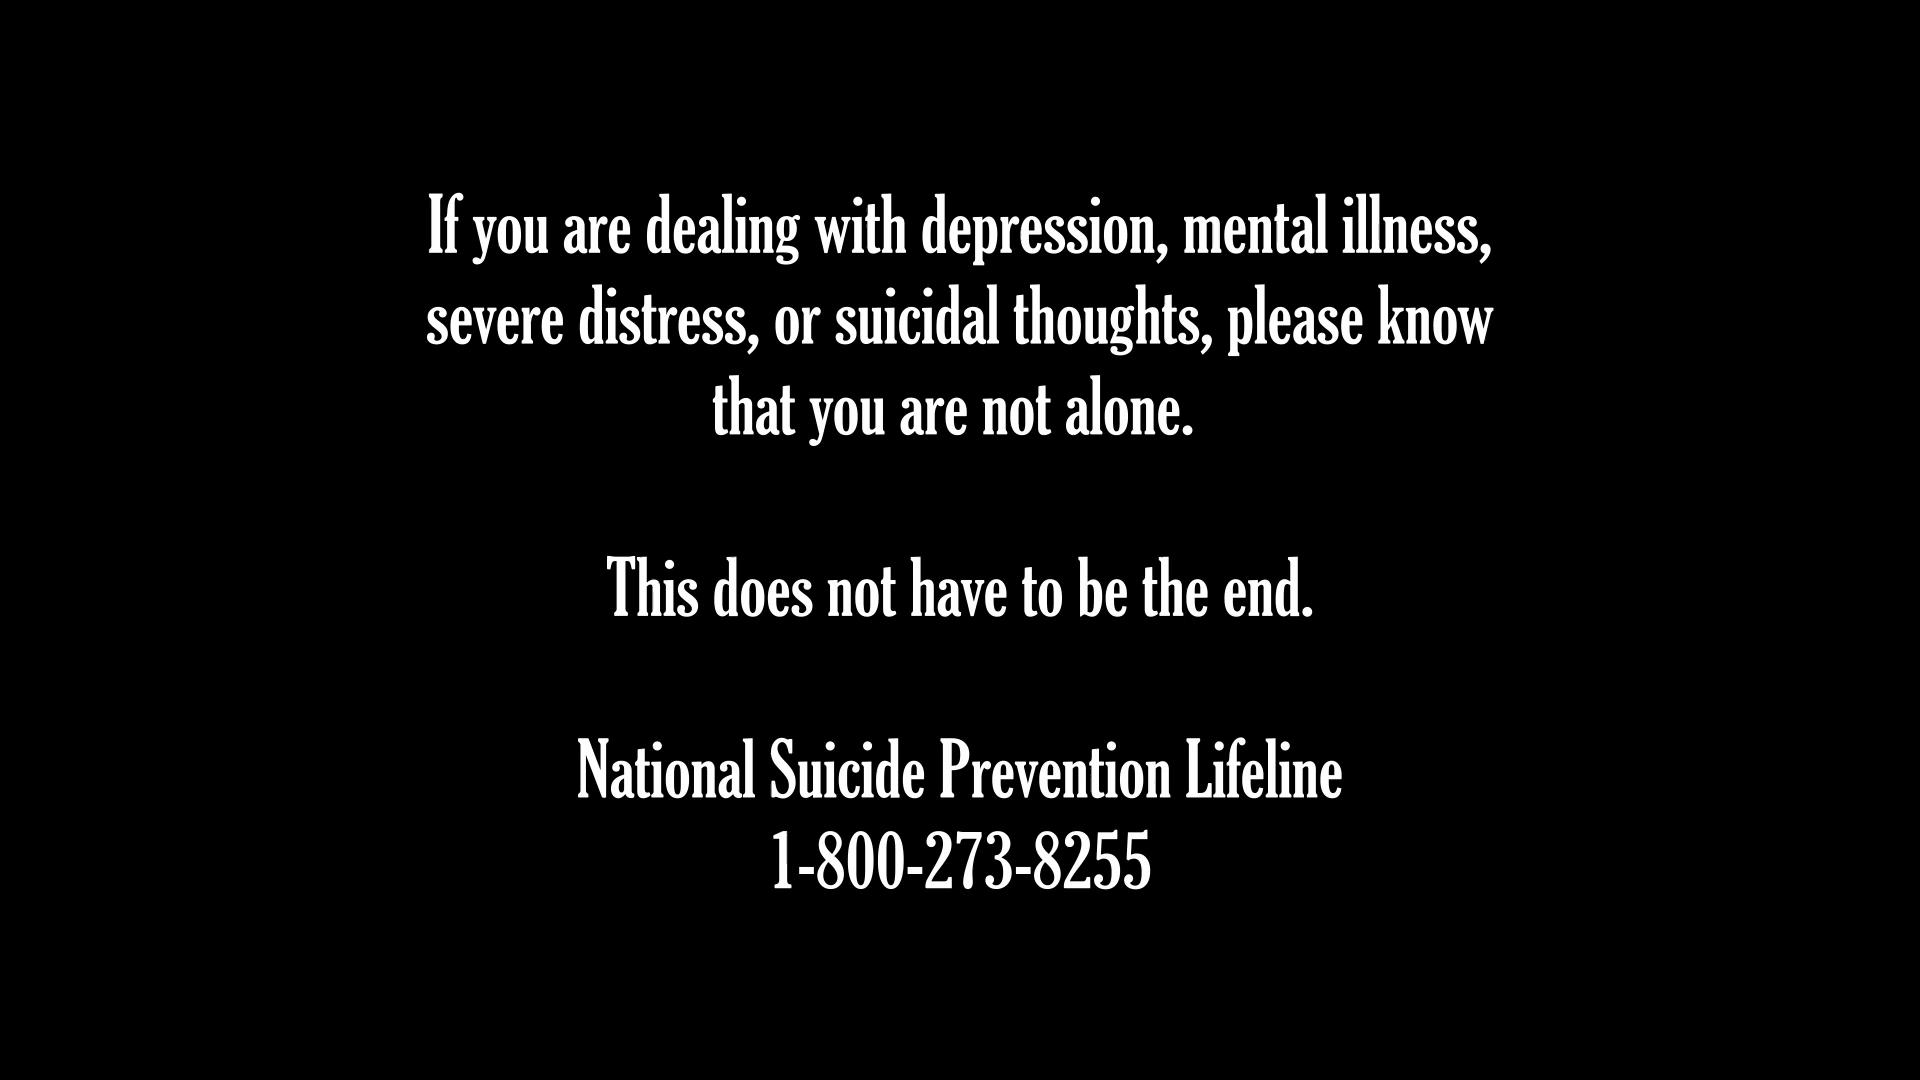 If you are dealing with depression, mental illness,
severe distress, or suicidal thoughts, please know
that you are not alone.
This does not have to be the end.
National Suicide Prevention Lifeline
1-800-273-8255